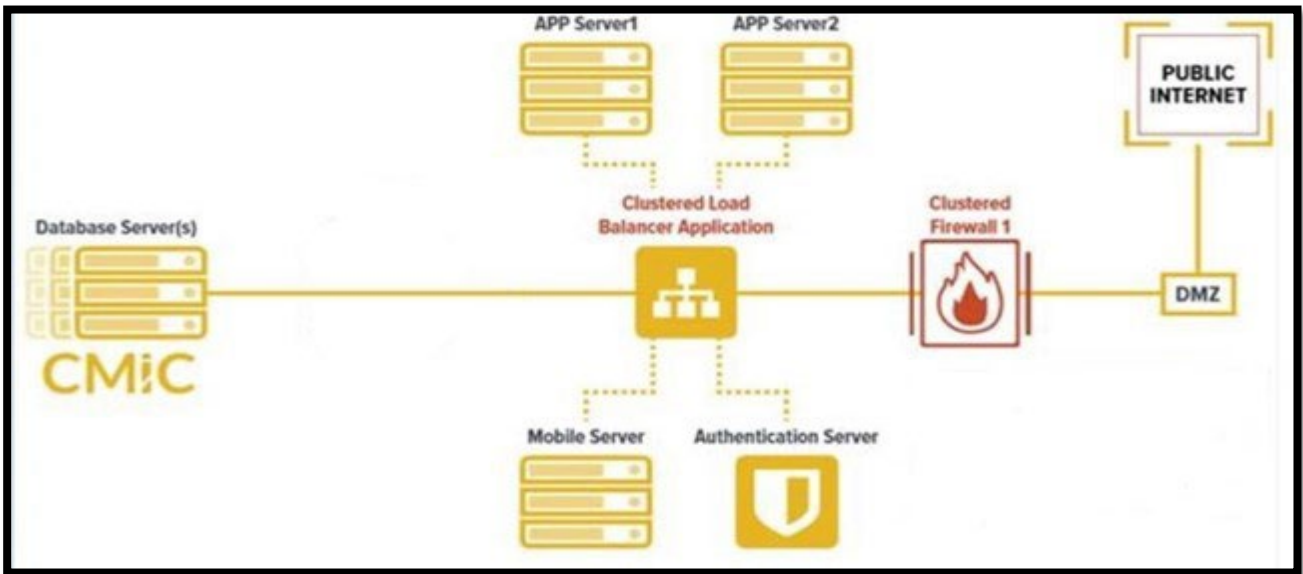 APP Server1
APP Server2
PUBLIC
INTERNET
Clustered Load
Balancer Application
Clustered
Firewall 1
Database Server(s)
DMZ
CMiC
Mobile Server
Authentication Server